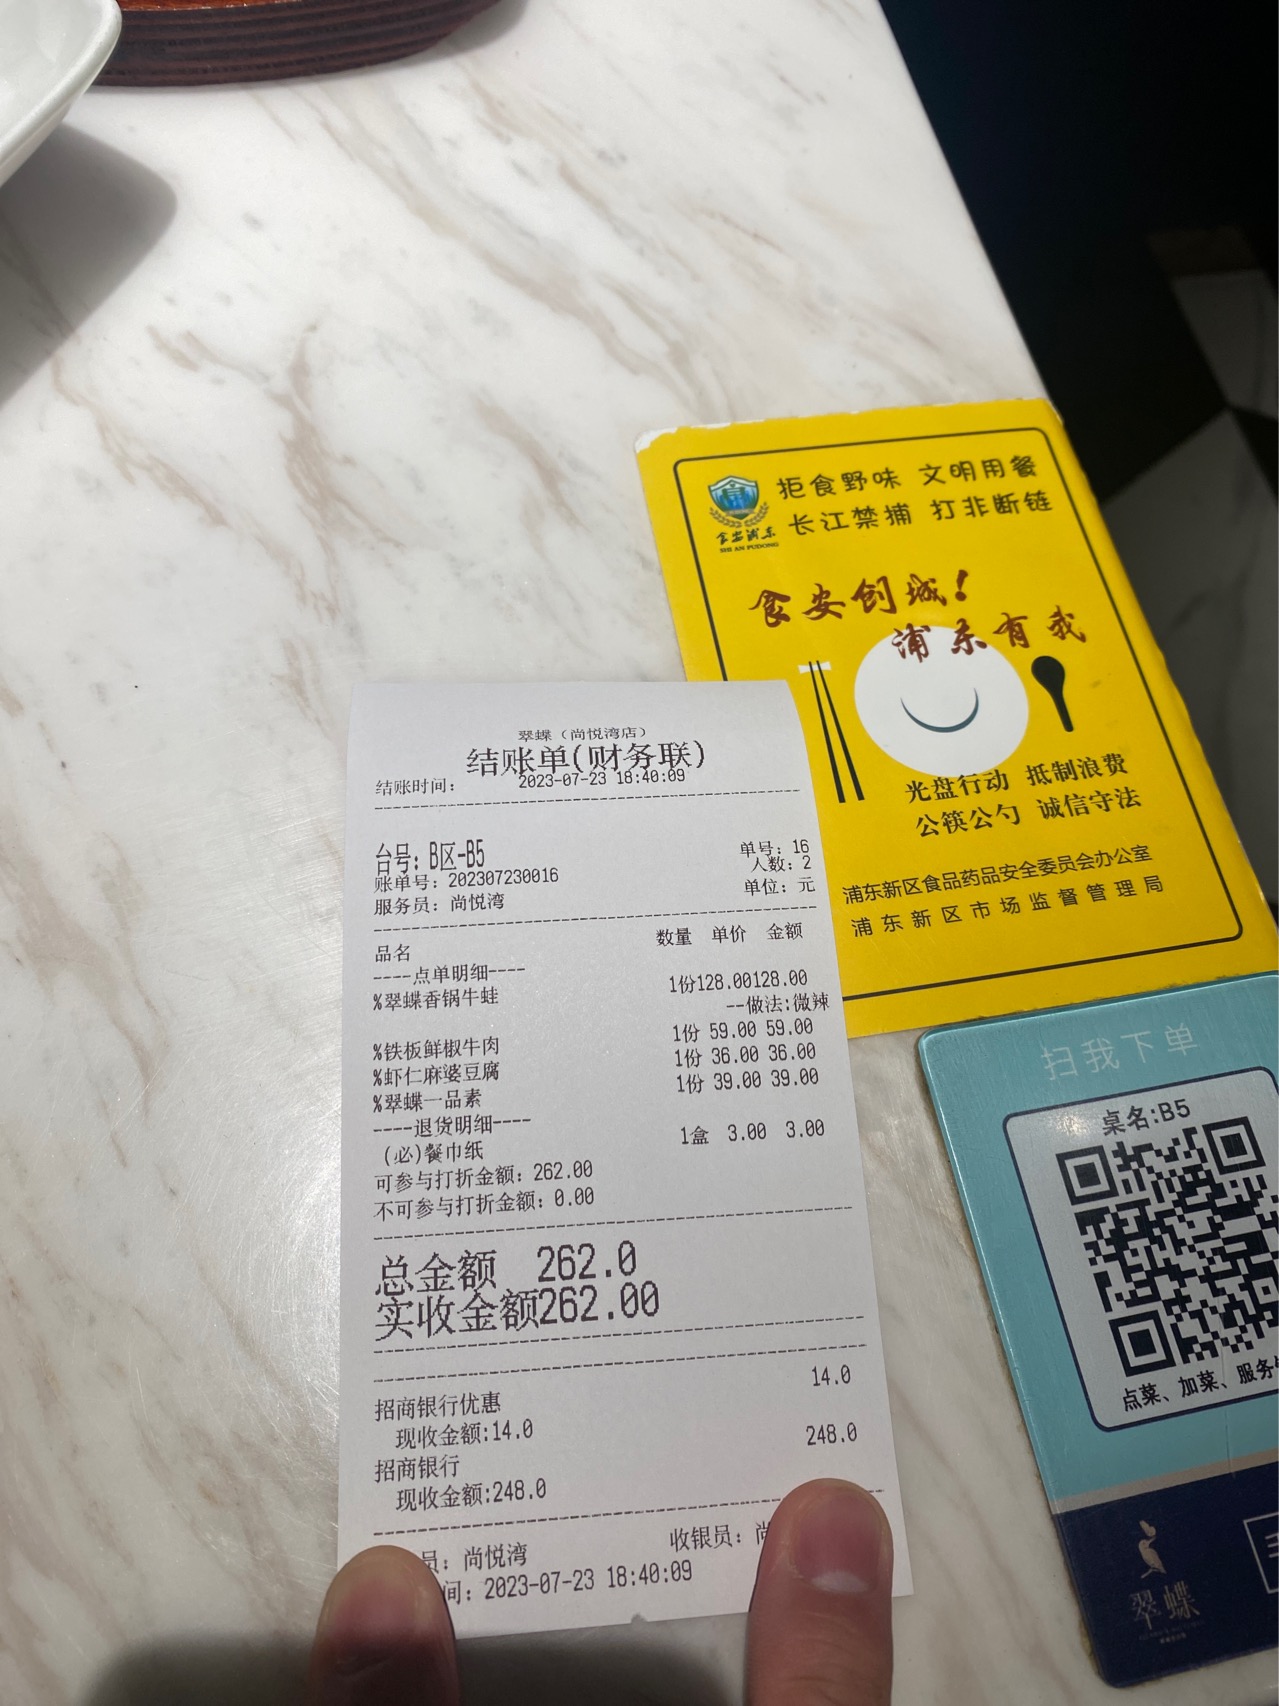 拒食野味 文明用餐
长江禁捕 打非断链
食安浦东
SHI AN PUDONG
食安创城!
浦东有我
光盘行动 抵制浪费
公筷公勺 诚信守法
浦东新区食品药品安全委员会办公室
浦东新区市场监督管理局
翠蝶（尚悦湾店）
结账单(财务联)
结账时间: 2023-07-23 18:40:09
台号: B区-B5 单号: 16
人数: 2
账单号: 202307230016
服务员: 尚悦湾 单位: 元
品名 数量 单价 金额
----点单明细----
%翠蝶香锅牛蛙 1份128.00128.00
--做法:微辣
%铁板鲜椒牛肉 1份 59.00 59.00
%虾仁麻婆豆腐 1份 36.00 36.00
%翠蝶一品素 1份 39.00 39.00
----退货明细----
(必)餐巾纸 1盒 3.00 3.00
可参与打折金额: 262.00
不可参与打折金额: 0.00
总金额 262.0
实收金额262.00
招商银行优惠 14.0
现收金额:14.0
招商银行 248.0
现收金额:248.0
员: 尚悦湾 收银员: 尚
间: 2023-07-23 18:40:09
扫我下单
桌名:B5
点菜、加菜、服务
翠蝶